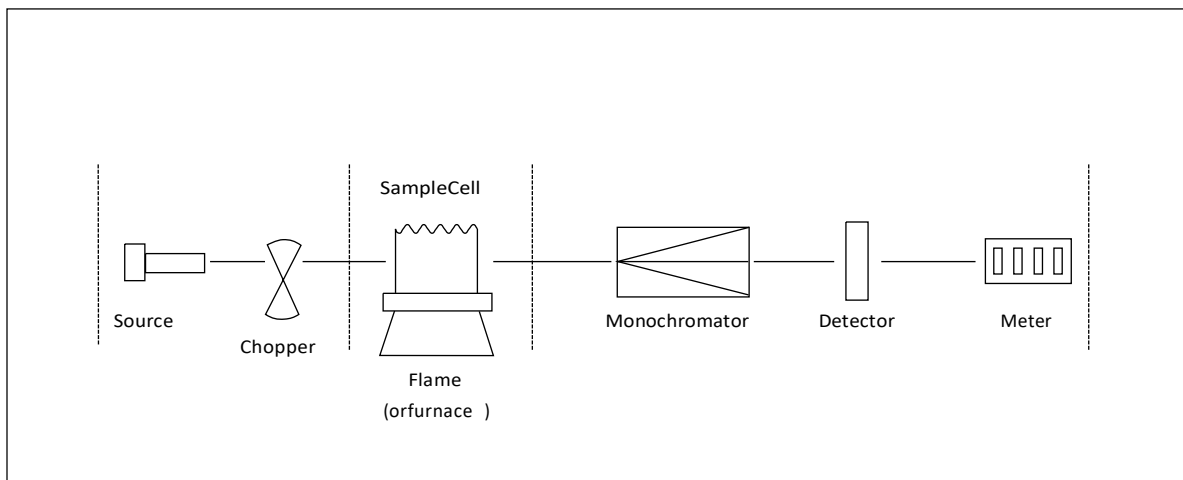 SampleCell
Source
Chopper
Flame
(orfurnace )
Monochromator
Detector
Meter